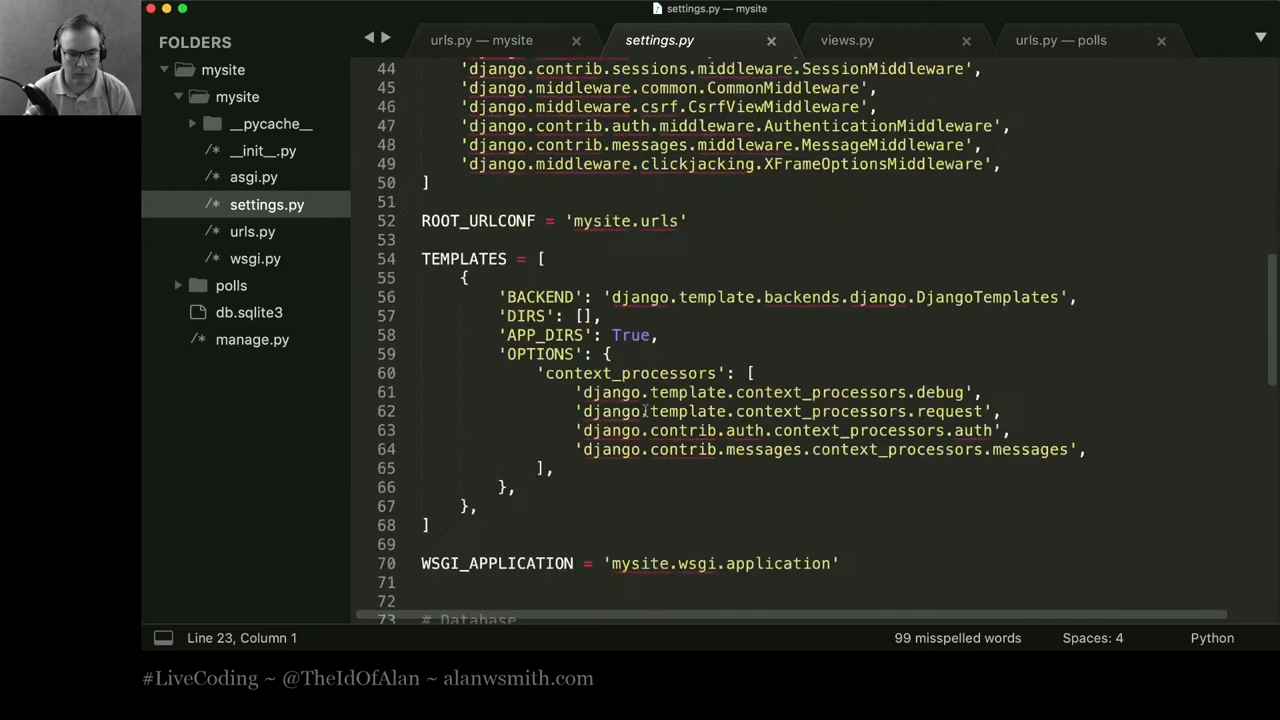 settings.py — mysite
FOLDERS
mysite
mysite
__pycache__
/* __init__.py
/* asgi.py
/* settings.py
/* urls.py
/* wsgi.py
polls
db.sqlite3
/* manage.py
urls.py — mysite
settings.py
views.py
urls.py — polls
44 'django.contrib.sessions.middleware.SessionMiddleware',
45 'django.middleware.common.CommonMiddleware',
46 'django.middleware.csrf.CsrfViewMiddleware',
47 'django.contrib.auth.middleware.AuthenticationMiddleware',
48 'django.contrib.messages.middleware.MessageMiddleware',
49 'django.middleware.clickjacking.XFrameOptionsMiddleware',
50 ]
51
52 ROOT_URLCONF = 'mysite.urls'
53
54 TEMPLATES = [
55 {
56 'BACKEND': 'django.template.backends.django.DjangoTemplates',
57 'DIRS': [],
58 'APP_DIRS': True,
59 'OPTIONS': {
60 'context_processors': [
61 'django.template.context_processors.debug',
62 'django.template.context_processors.request',
63 'django.contrib.auth.context_processors.auth',
64 'django.contrib.messages.context_processors.messages',
65 ],
66 },
67 },
68 ]
69
70 WSGI_APPLICATION = 'mysite.wsgi.application'
71
72
73 # Database
Line 23, Column 1
99 misspelled words
Spaces: 4
Python
#LiveCoding ~ @TheIdOfAlan ~ alanwsmith.com